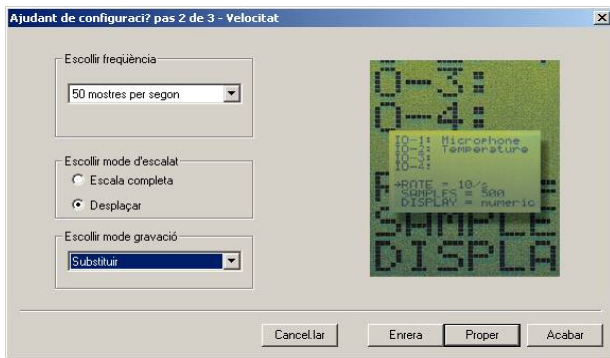 Ajudant de configuraci? pas 2 de 3 - Velocitat
Escollir freqüència
50 mostres per segon
Escollir mode d'escalat
Escala completa
Desplaçar
Escollir mode gravació
Substituir
O-3:
O-4:
IO-1: Microphone
IO-2: Temperature
IO-3:
IO-4:
→RATE = 10/s
SAMPLES = 500
DISPLAY = numeric
SAMPLE
DISPLA
Cancel.lar
Enrera
Proper
Acabar